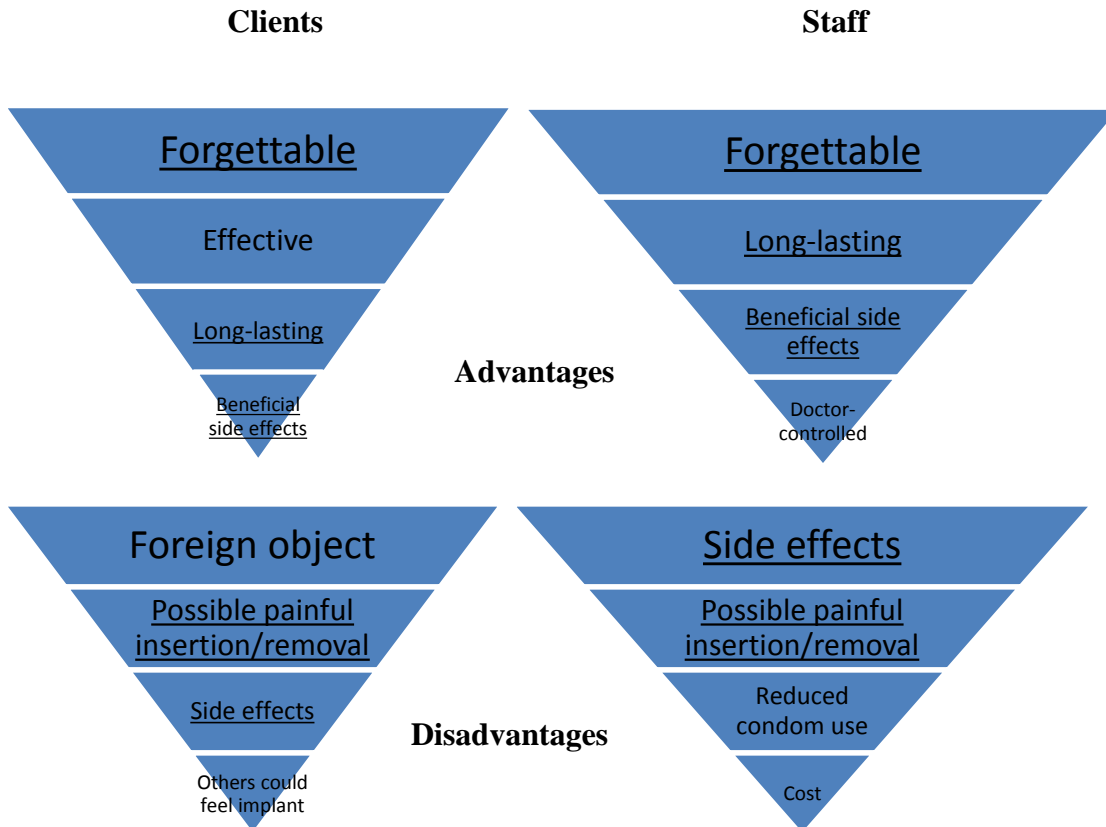 Clients
Staff
Forgettable
Effective
Long-lasting
Beneficial
side effects
Forgettable
Long-lasting
Beneficial side
effects
Doctor-
controlled
Advantages
Foreign object
Possible painful
insertion/removal
Side effects
Others could
feel implant
Side effects
Possible painful
insertion/removal
Reduced
condom use
Cost
Disadvantages